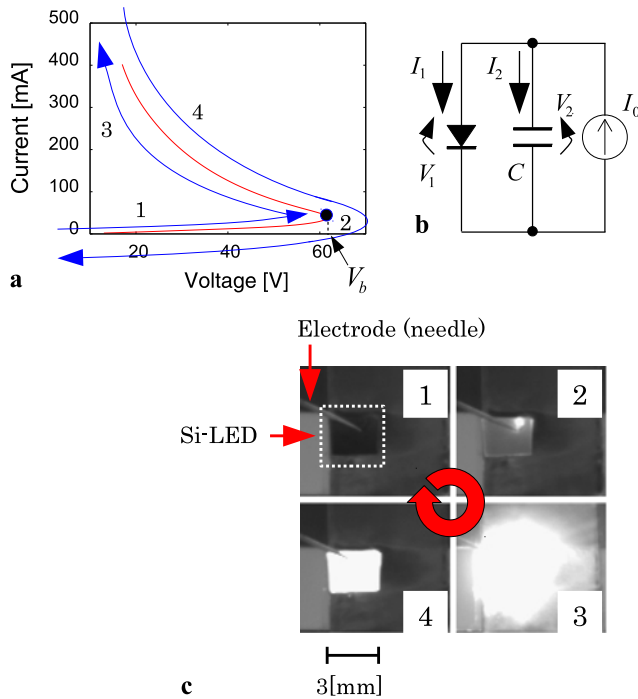 500
400
300
200
100
0
Current [mA]
20
40
60
Voltage [V]
1
2
3
4
V_b
a
I_1
I_2
I_0
V_1
V_2
C
b
Electrode (needle)
Si-LED
1
2
4
3
3[mm]
c